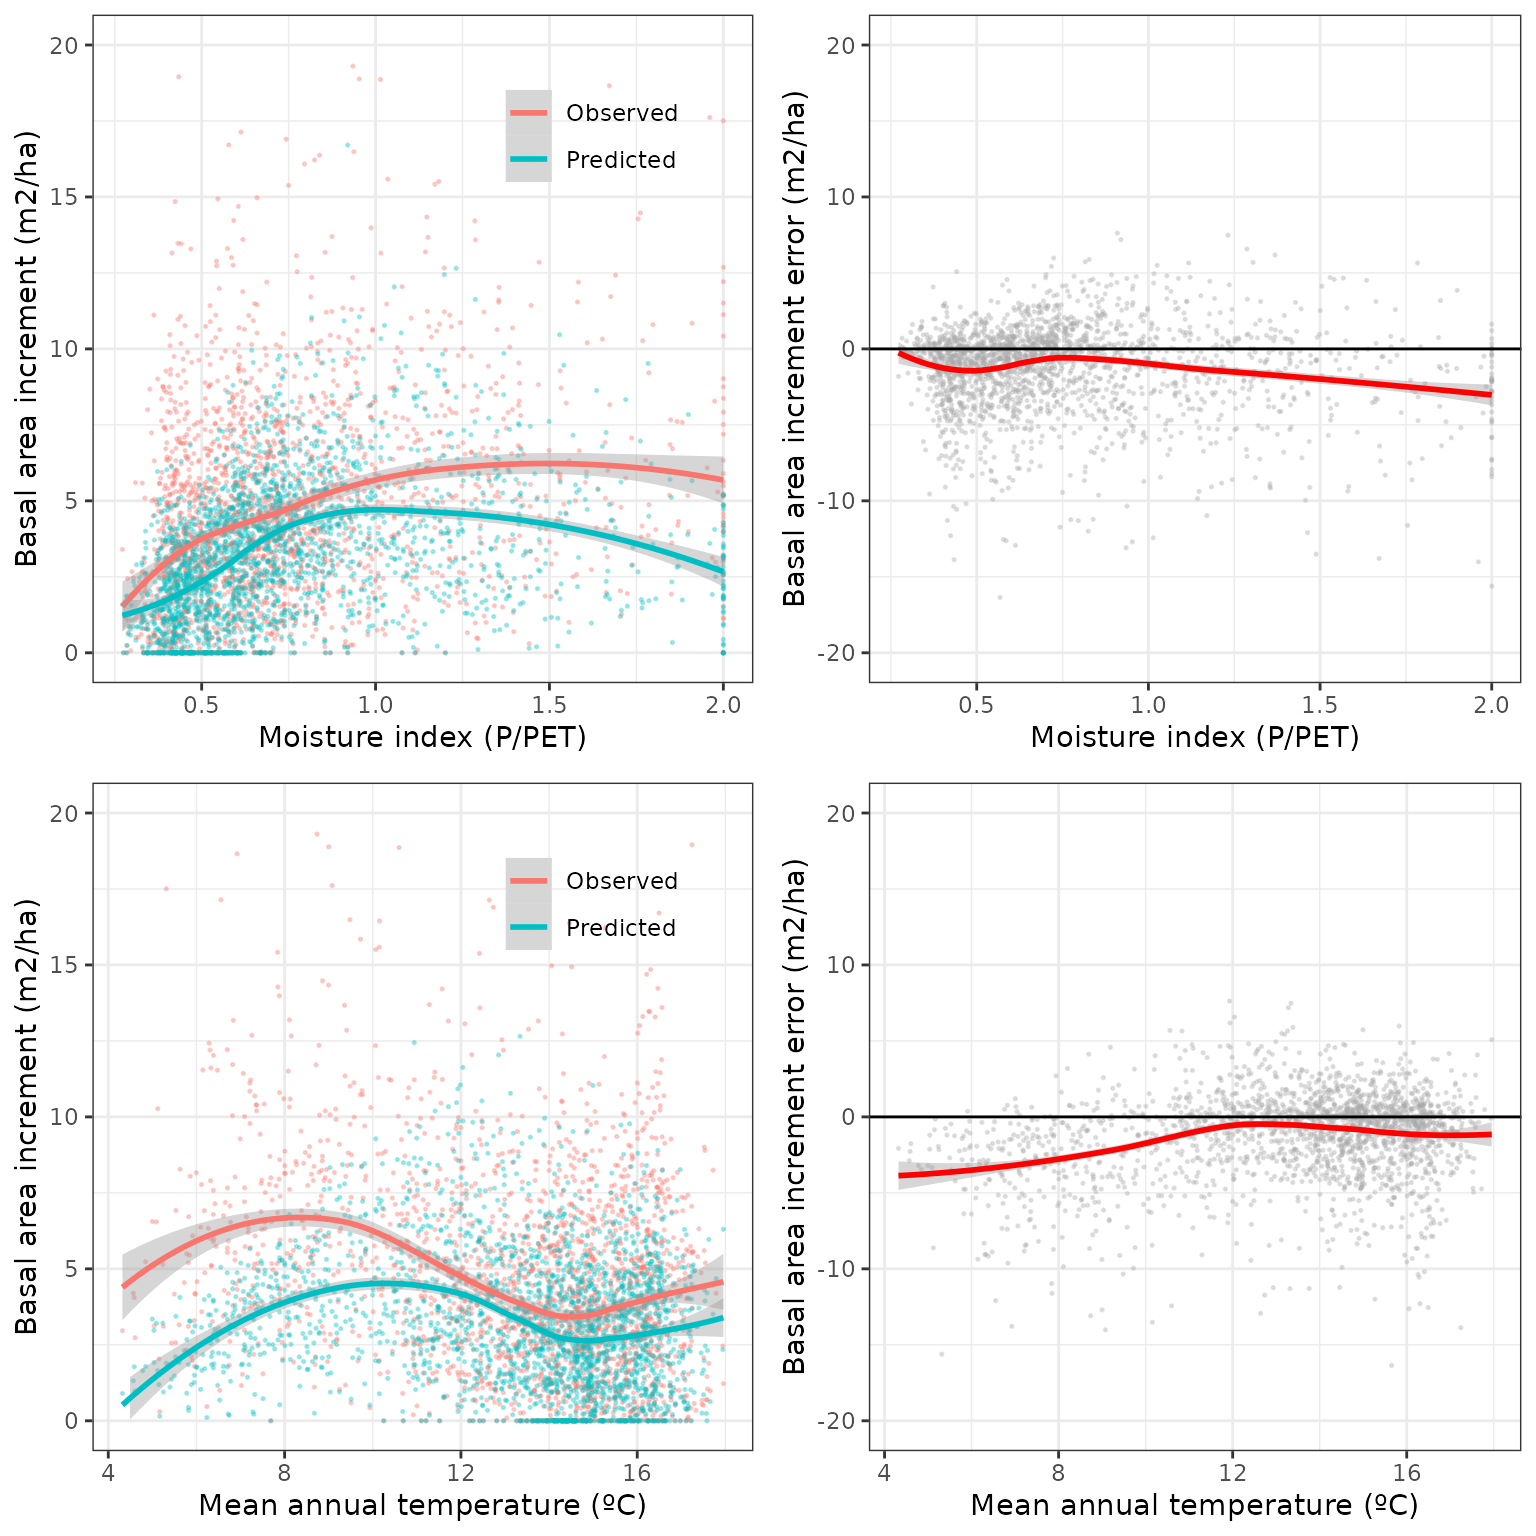 Basal area increment (m2/ha)
20
15
10
5
0
Observed
Predicted
0.5 1.0 1.5 2.0
Moisture index (P/PET)
Basal area increment error (m2/ha)
20
10
0
-10
-20
0.5 1.0 1.5 2.0
Moisture index (P/PET)
Basal area increment (m2/ha)
20
15
10
5
0
Observed
Predicted
4 8 12 16
Mean annual temperature (ºC)
Basal area increment error (m2/ha)
20
10
0
-10
-20
4 8 12 16
Mean annual temperature (ºC)